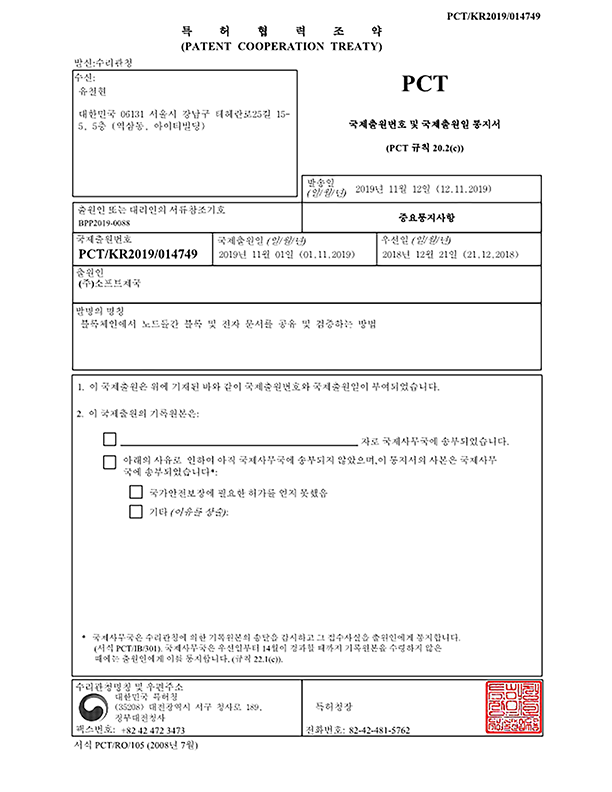 PCT/KR2019/014749
특 허 협 력 조 약
(PATENT COOPERATION TREATY)
발신:수리관청
수신:
유철현
대한민국 06131 서울시 강남구 테헤란로25길 15-
5, 5층 (역삼동, 아이티빌딩)
PCT
국제출원번호 및 국제출원일 통지서
(PCT 규칙 20.2(c))
발송일
(일/월/년) 2019년 11월 12일 (12.11.2019)
출원인 또는 대리인의 서류참조기호
BPP2019-0088
중요통지사항
국제출원번호
PCT/KR2019/014749
국제출원일 (일/월/년)
2019년 11월 01일 (01.11.2019)
우선일 (일/월/년)
2018년 12월 21일 (21.12.2018)
출원인
(주)소프트제국
발명의 명칭
블록체인에서 노드들간 블록 및 전자 문서를 공유 및 검증하는 방법
1. 이 국제출원은 위에 기재된 바와 같이 국제출원번호와 국제출원일이 부여되었습니다.
2. 이 국제출원의 기록원본은:
자로 국제사무국에 송부되었습니다.
아래의 사유로 인하여 아직 국제사무국에 송부되지 않았으며,이 통지서의 사본은 국제사무
국에 송부되었습니다*:
국가안전보장에 필요한 허가를 얻지 못했음
기타 (이유를 상술):
* 국제사무국은 수리관청에 의한 기록원본의 송달을 감시하고 그 접수사실을 출원인에게 통지합니다.
(서식 PCT/IB/301). 국제사무국은 우선일부터 14월이 경과할 때까지 기록원본을 수령하지 않은
때에는 출원인에게 이를 통지합니다. (규칙 22.1(c)).
수리관청명칭 및 우편주소
대한민국 특허청
(35208) 대전광역시 서구 청사로 189,
정부대전청사
팩스번호: +82 42 472 3473
특허청장
전화번호: 82-42-481-5762
서식 PCT/RO/105 (2008년 7월)